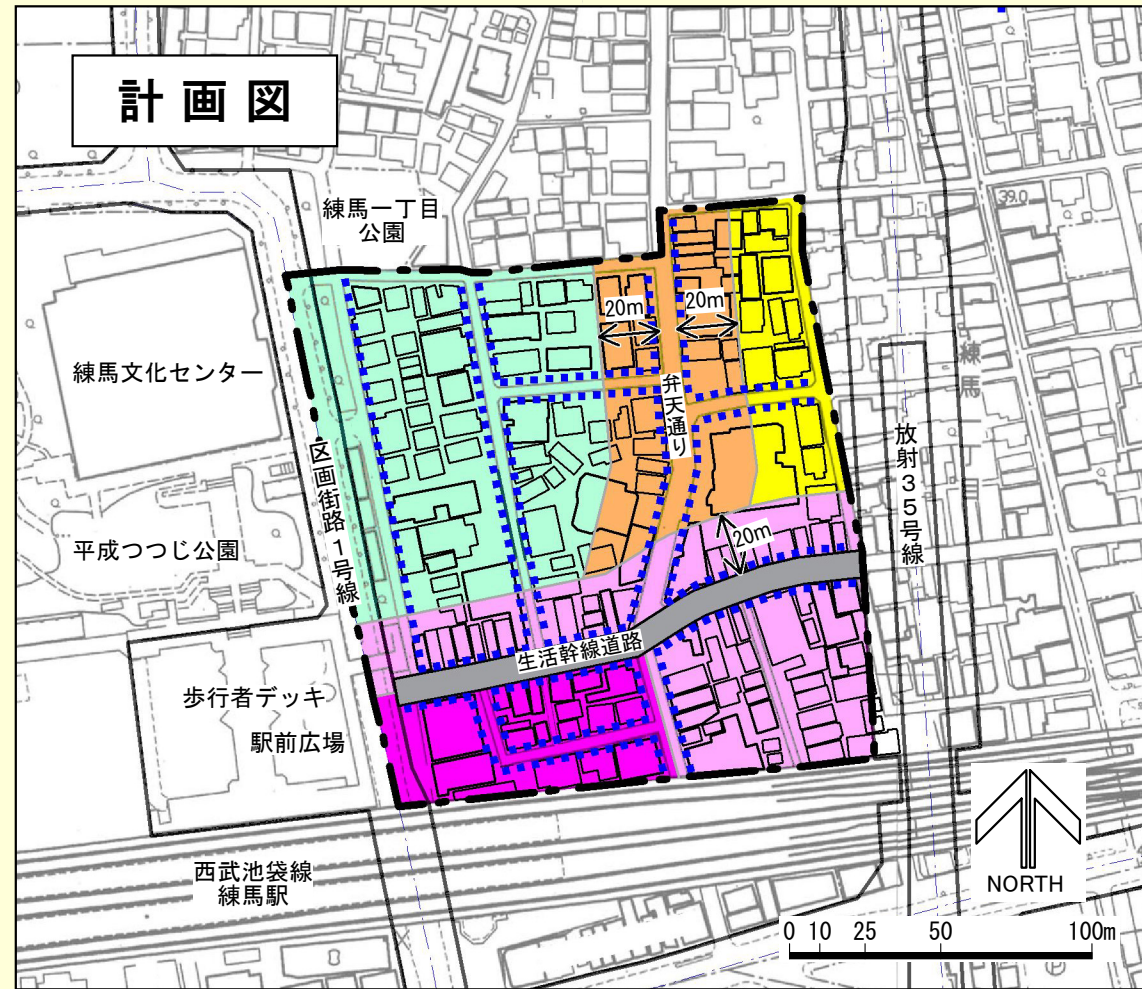 計画図
練馬一丁目
公園
39.0
20m
20m
練馬文化センター
弁天通り
練馬
放射35号線
区画街路1号線
20m
平成つつじ公園
生活幹線道路
歩行者デッキ
駅前広場
西武池袋線
練馬駅
NORTH
0 10 25 50 100m